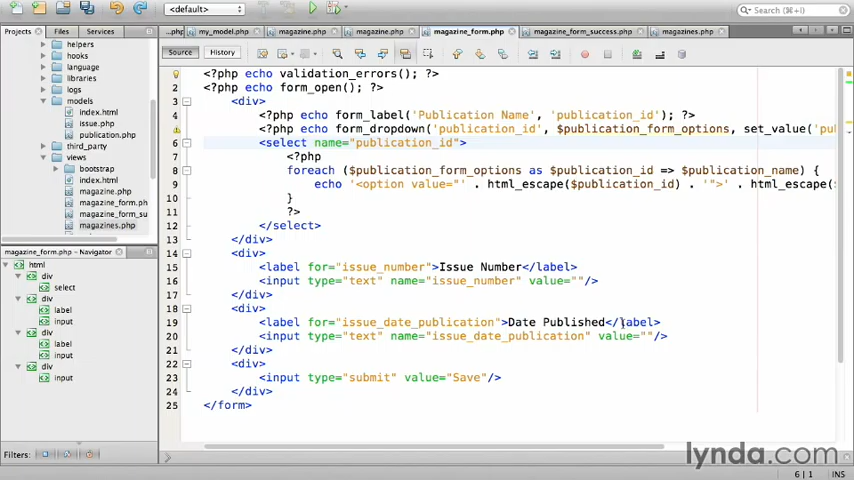 <default>
Search (⌘+I)
Projects Files Services
...php my_model.php magazine.php magazine.php magazine_form.php magazine_form_success.php magazines.php
Source History
helpers
hooks
language
libraries
logs
models
index.html
issue.php
publication.php
third_party
views
bootstrap
index.html
magazine.php
magazine_form.ph
magazine_form_su
magazines.php
magazine_form.php - Navigator
html
div
select
div
label
input
div
label
input
div
input
Filters:
1 <?php echo validation_errors(); ?>
2 <?php echo form_open(); ?>
3 <div>
4 <?php echo form_label('Publication Name', 'publication_id'); ?>
<?php echo form_dropdown('publication_id', $publication_form_options, set_value('pu
6 <select name="publication_id">
7 <?php
8 foreach ($publication_form_options as $publication_id => $publication_name) {
9 echo '<option value="' . html_escape($publication_id) . '">' . html_escape($
10 }
11 ?>
12 </select>
13 </div>
14 <div>
15 <label for="issue_number">Issue Number</label>
16 <input type="text" name="issue_number" value=""/>
17 </div>
18 <div>
19 <label for="issue_date_publication">Date Published</label>
20 <input type="text" name="issue_date_publication" value=""/>
21 </div>
22 <div>
23 <input type="submit" value="Save"/>
24 </div>
25 </form>
lynda.com
6 | 1 INS